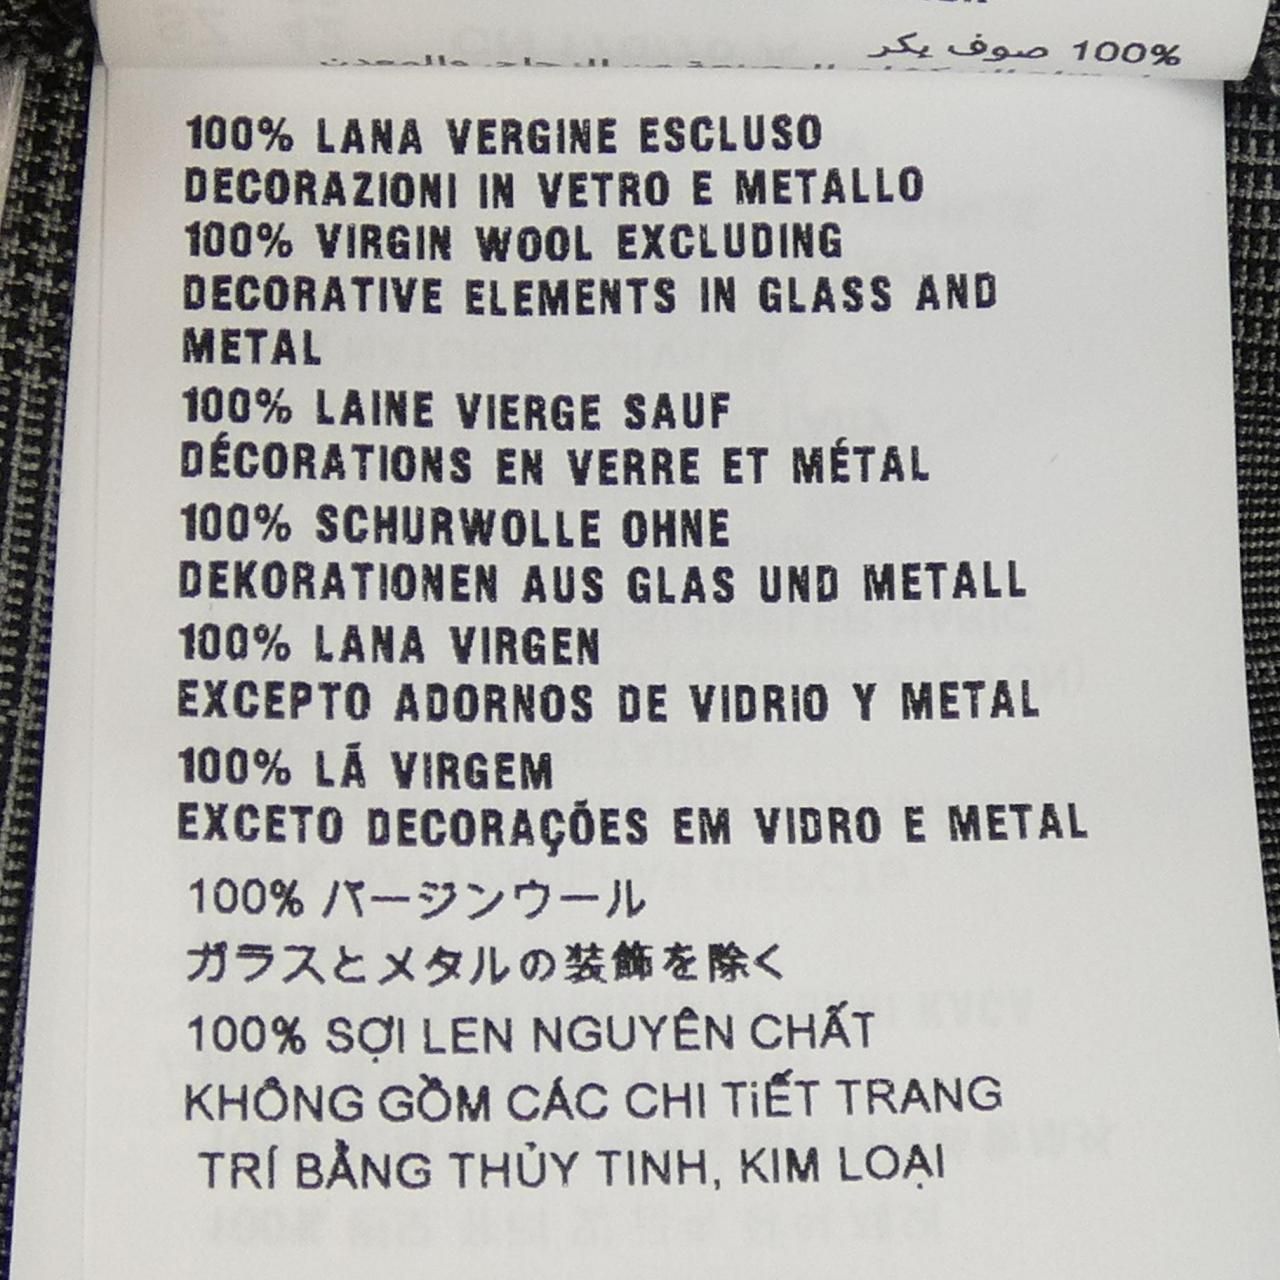 100% صوف بكر
100% LANA VERGINE ESCLUSO
DECORAZIONI IN VETRO E METALLO
100% VIRGIN WOOL EXCLUDING
DECORATIVE ELEMENTS IN GLASS AND
METAL
100% LAINE VIERGE SAUF
DÉCORATIONS EN VERRE ET MÉTAL
100% SCHURWOLLE OHNE
DEKORATIONEN AUS GLAS UND METALL
100% LANA VIRGEN
EXCEPTO ADORNOS DE VIDRIO Y METAL
100% LÃ VIRGEM
EXCETO DECORAÇÕES EM VIDRO E METAL
100% バージンウール
ガラスとメタルの装飾を除く
100% SỢI LEN NGUYÊN CHẤT
KHÔNG GỒM CÁC CHI TiẾT TRANG
TRÍ BẰNG THỦY TINH, KIM LOẠI